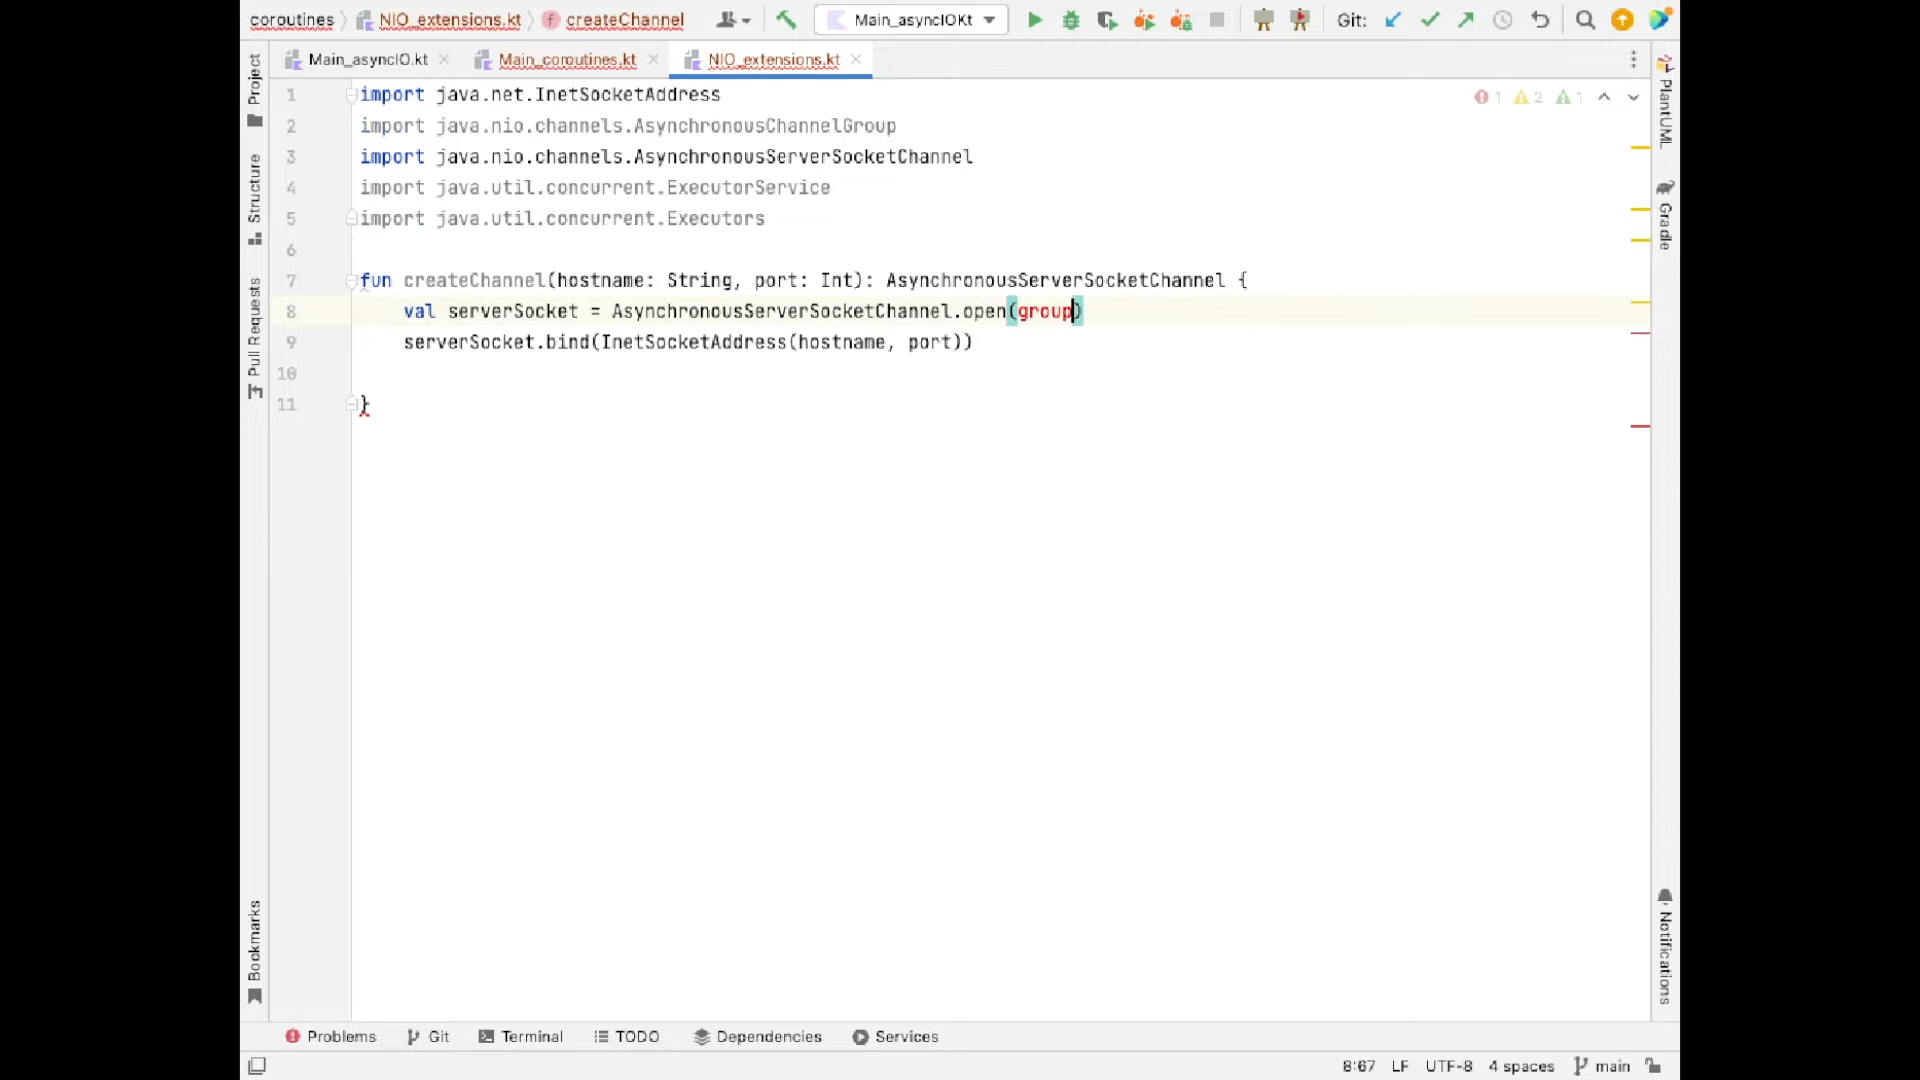 coroutines NIO_extensions.kt createChannel Main_asyncIOKt Git:
Main_asyncIO.kt Main_coroutines.kt NIO_extensions.kt
1 import java.net.InetSocketAddress
2 import java.nio.channels.AsynchronousChannelGroup
3 import java.nio.channels.AsynchronousServerSocketChannel
4 import java.util.concurrent.ExecutorService
5 import java.util.concurrent.Executors
6
7 fun createChannel(hostname: String, port: Int): AsynchronousServerSocketChannel {
8 val serverSocket = AsynchronousServerSocketChannel.open(group)
9 serverSocket.bind(InetSocketAddress(hostname, port))
10
11 }
1 2 1
Project
Structure
Pull Requests
Bookmarks
PlantUML
Gradle
Notifications
Problems Git Terminal TODO Dependencies Services
8:67 LF UTF-8 4 spaces main